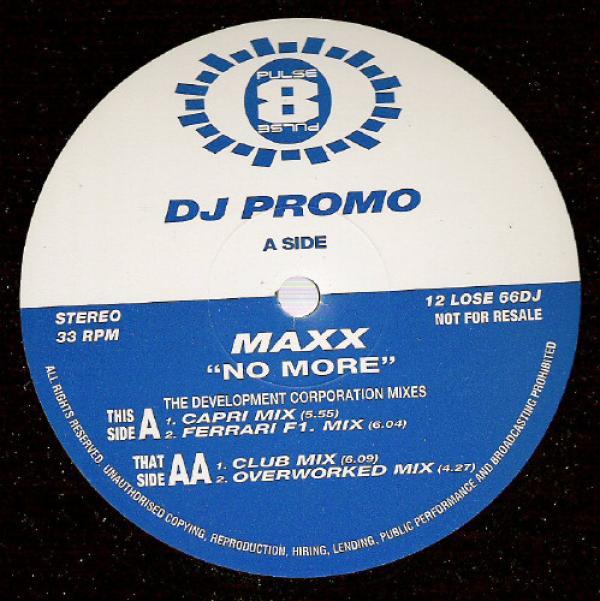 PULSE
8
PULSE
DJ PROMO
A SIDE
STEREO
33 RPM
12 LOSE 66DJ
NOT FOR RESALE
MAXX
“NO MORE”
THE DEVELOPMENT CORPORATION MIXES
THIS SIDE A
1. CAPRI MIX (5.55)
2. FERRARI F1. MIX (6.04)
THAT SIDE AA
1. CLUB MIX (6.09)
2. OVERWORKED MIX (4.27)
ALL RIGHTS RESERVED. UNAUTHORISED COPYING, REPRODUCTION, HIRING, LENDING, PUBLIC PERFORMANCE AND BROADCASTING PROHIBITED